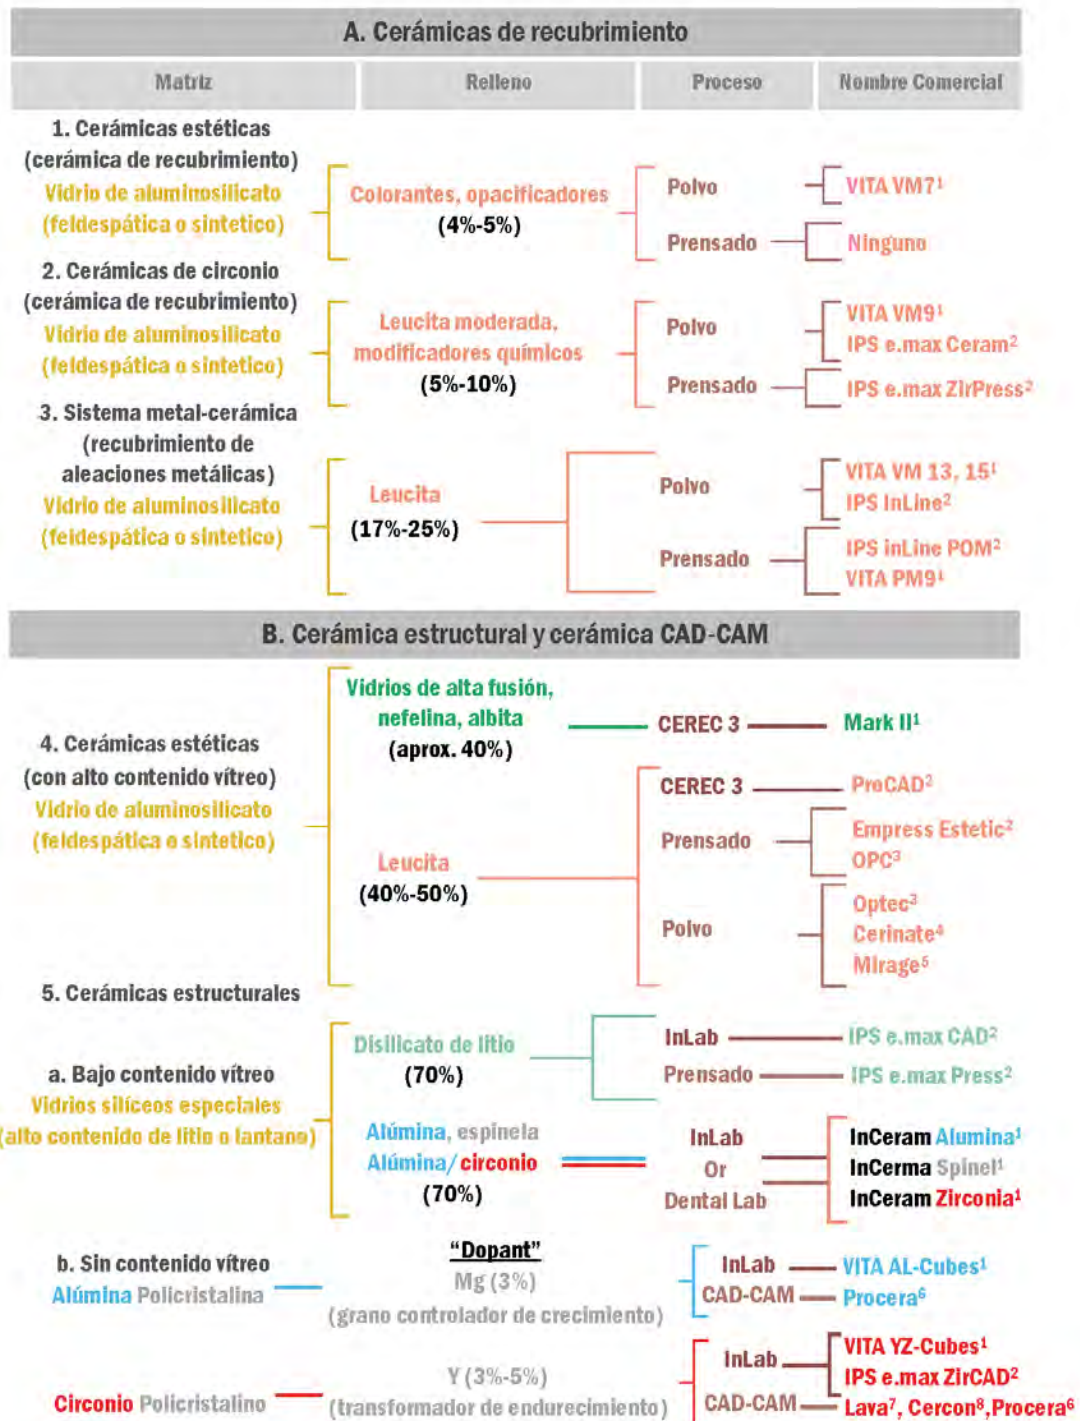 A. Cerámicas de recubrimiento
Matriz Relleno Proceso Nombre Comercial
1. Cerámicas estéticas
(cerámica de recubrimiento)
Vidrio de aluminosilicato
(feldespática o sintetico)
Colorantes, opacificadores
(4%-5%)
Polvo
VITA VM7¹
Prensado
Ninguno
2. Cerámicas de circonio
(cerámica de recubrimiento)
Vidrio de aluminosilicato
(feldespática o sintetico)
Leucita moderada,
modificadores químicos
(5%-10%)
Polvo
VITA VM9¹
IPS e.max Ceram²
Prensado
IPS e.max ZirPress²
3. Sistema metal-cerámica
(recubrimiento de
aleaciones metálicas)
Vidrio de aluminosilicato
(feldespática o sintetico)
Leucita
(17%-25%)
Polvo
VITA VM 13, 15¹
IPS InLine²
Prensado
IPS inLine POM²
VITA PM9¹
B. Cerámica estructural y cerámica CAD-CAM
4. Cerámicas estéticas
(con alto contenido vítreo)
Vidrio de aluminosilicato
(feldespática o sintetico)
Vidrios de alta fusión,
nefelina, albita
(aprox. 40%)
CEREC 3
Mark II¹
Leucita
(40%-50%)
CEREC 3
ProCAD²
Prensado
Empress Estetic²
OPC³
Polvo
Optec³
Cerinate⁴
Mirage⁵
5. Cerámicas estructurales
a. Bajo contenido vítreo
Vidrios silíceos especiales
(alto contenido de litio o lantano)
Disilicato de litio
(70%)
InLab
IPS e.max CAD²
Prensado
IPS e.max Press²
Alúmina, espinela
Alúmina/circonio
(70%)
InLab
Or
Dental Lab
InCeram Alumina¹
InCerma Spinel¹
InCeram Zirconia¹
b. Sin contenido vítreo
Alúmina Policristalina
"Dopant"
Mg (3%)
(grano controlador de crecimiento)
InLab
VITA AL-Cubes¹
CAD-CAM
Procera⁶
Circonio Policristalino
Y (3%-5%)
(transformador de endurecimiento)
InLab
VITA YZ-Cubes¹
IPS e.max ZirCAD²
CAD-CAM
Lava⁷, Cercon⁸,Procera⁶